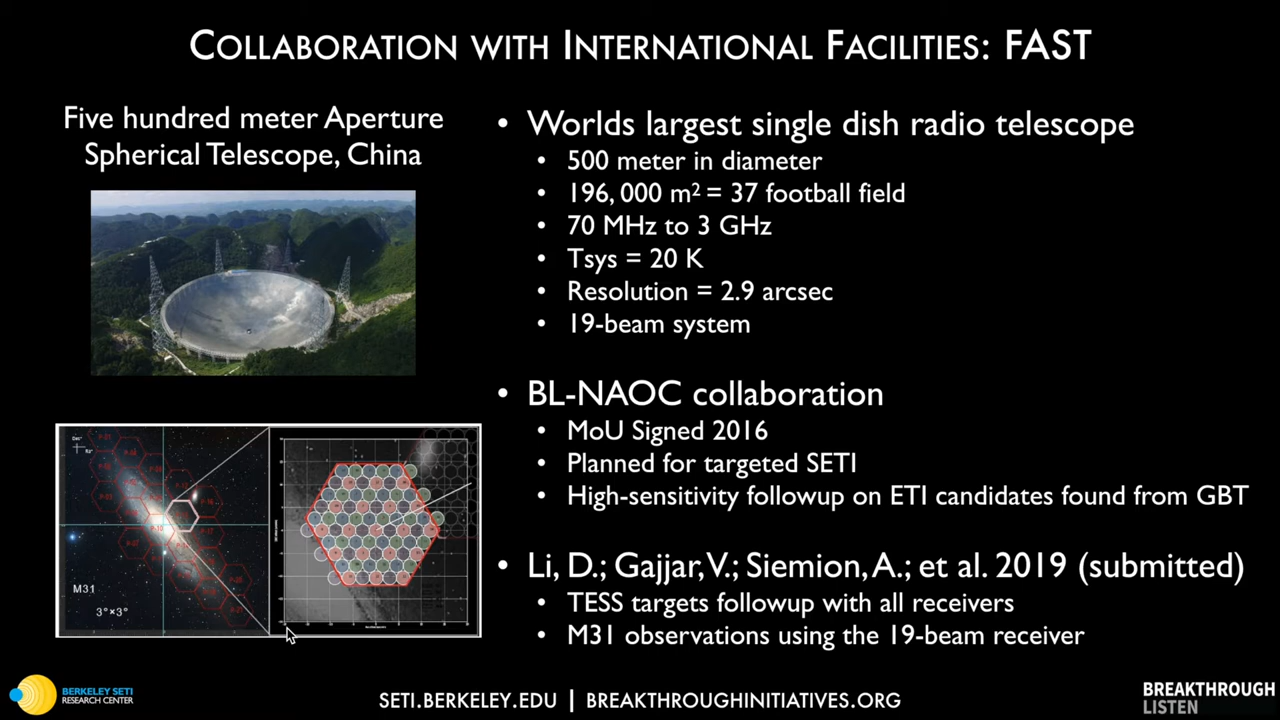 COLLABORATION WITH INTERNATIONAL FACILITIES: FAST
Five hundred meter Aperture
Spherical Telescope, China
• Worlds largest single dish radio telescope
• 500 meter in diameter
• 196, 000 m² = 37 football field
• 70 MHz to 3 GHz
• Tsys = 20 K
• Resolution = 2.9 arcsec
• 19-beam system
• BL-NAOC collaboration
• MoU Signed 2016
• Planned for targeted SETI
• High-sensitivity followup on ETI candidates found from GBT
• Li, D.; Gajjar, V.; Siemion, A.; et al. 2019 (submitted)
• TESS targets followup with all receivers
• M31 observations using the 19-beam receiver
M31
3°×3°
BERKELEY SETI
RESEARCH CENTER
SETI.BERKELEY.EDU | BREAKTHROUGHINITIATIVES.ORG
BREAKTHROUGH
LISTEN